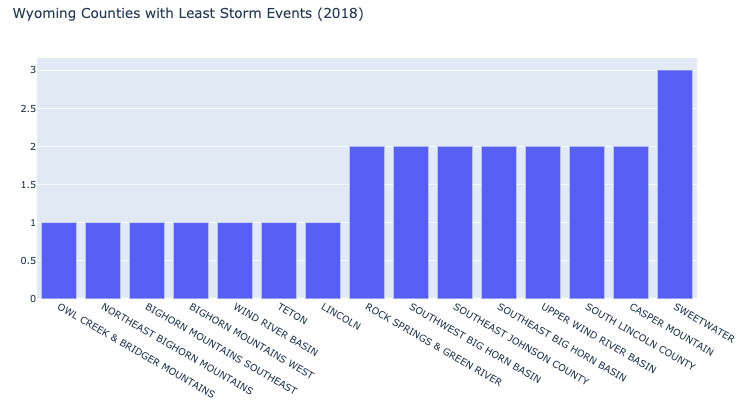 Wyoming Counties with Least Storm Events (2018)
3
2.5
2
1.5
1
0.5
0
OWL CREEK & BRIDGER MOUNTAINS
NORTHEAST BIGHORN MOUNTAINS
BIGHORN MOUNTAINS SOUTHEAST
BIGHORN MOUNTAINS WEST
WIND RIVER BASIN
TETON
LINCOLN
ROCK SPRINGS & GREEN RIVER
SOUTHWEST BIG HORN BASIN
SOUTHEAST JOHNSON COUNTY
SOUTHEAST BIG HORN BASIN
UPPER WIND RIVER BASIN
SOUTH LINCOLN COUNTY
CASPER MOUNTAIN
SWEETWATER